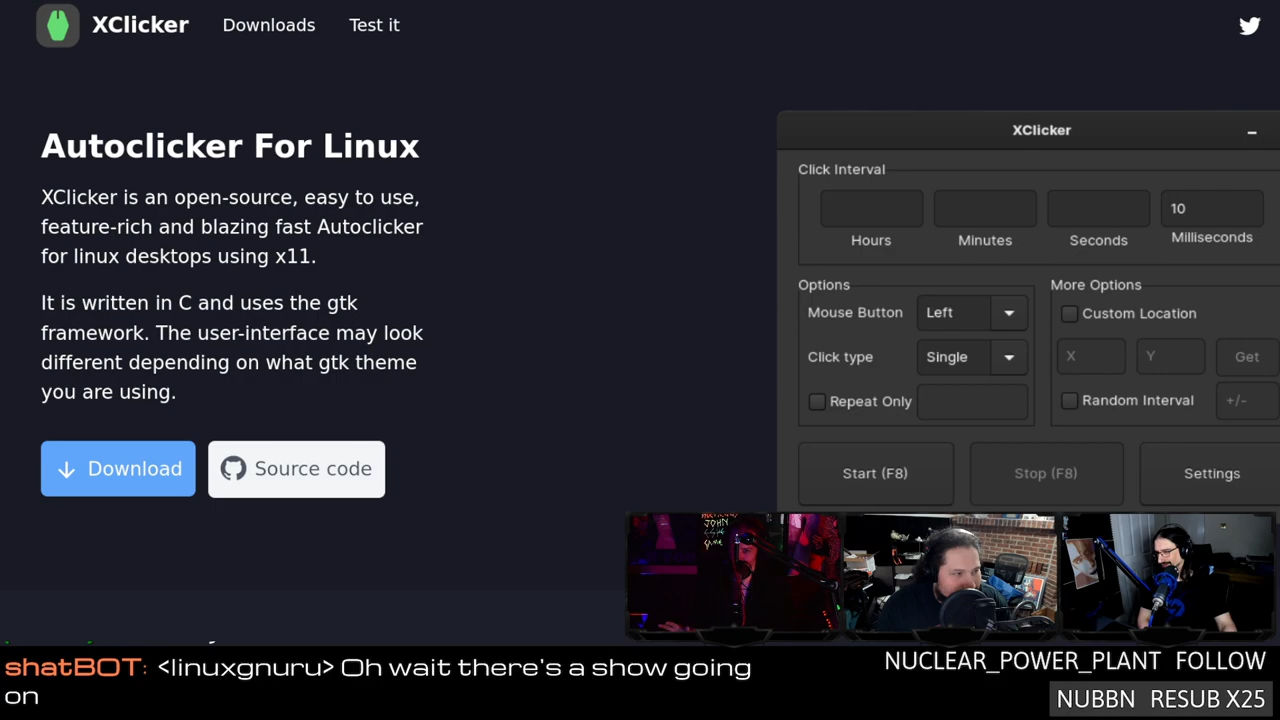 XClicker
Downloads
Test it
Autoclicker For Linux
XClicker is an open-source, easy to use,
feature-rich and blazing fast Autoclicker
for linux desktops using x11.
It is written in C and uses the gtk
framework. The user-interface may look
different depending on what gtk theme
you are using.
Download
Source code
XClicker
Click Interval
10
Hours
Minutes
Seconds
Milliseconds
Options
Mouse Button
Left
Click type
Single
Repeat Only
More Options
Custom Location
X
Y
Get
Random Interval
+/-
Start (F8)
Stop (F8)
Settings
JOHN
shatBOT: <linuxgnuru> Oh wait there's a show going
on
NUCLEAR_POWER_PLANT FOLLOW
NUBBN RESUB X25